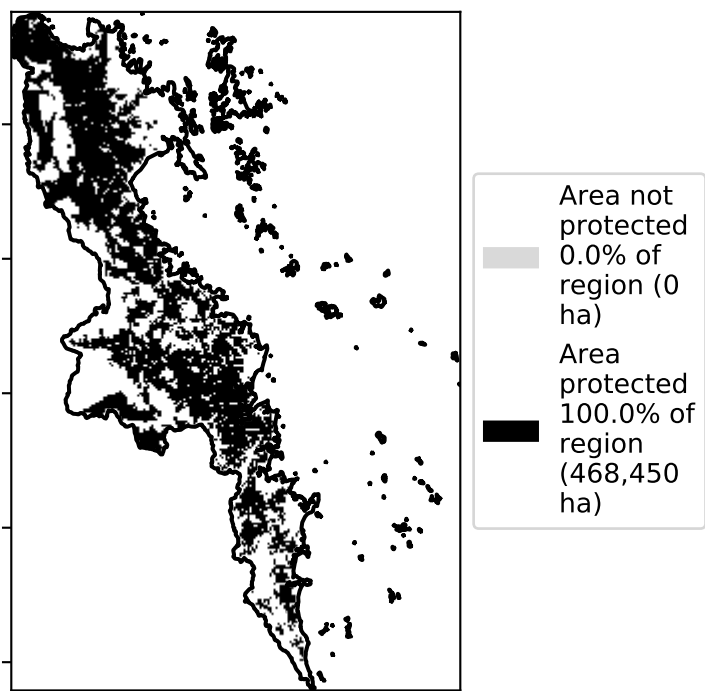 Area not
protected
0.0% of
region (0
ha)
Area
protected
100.0% of
region
(468,450
ha)